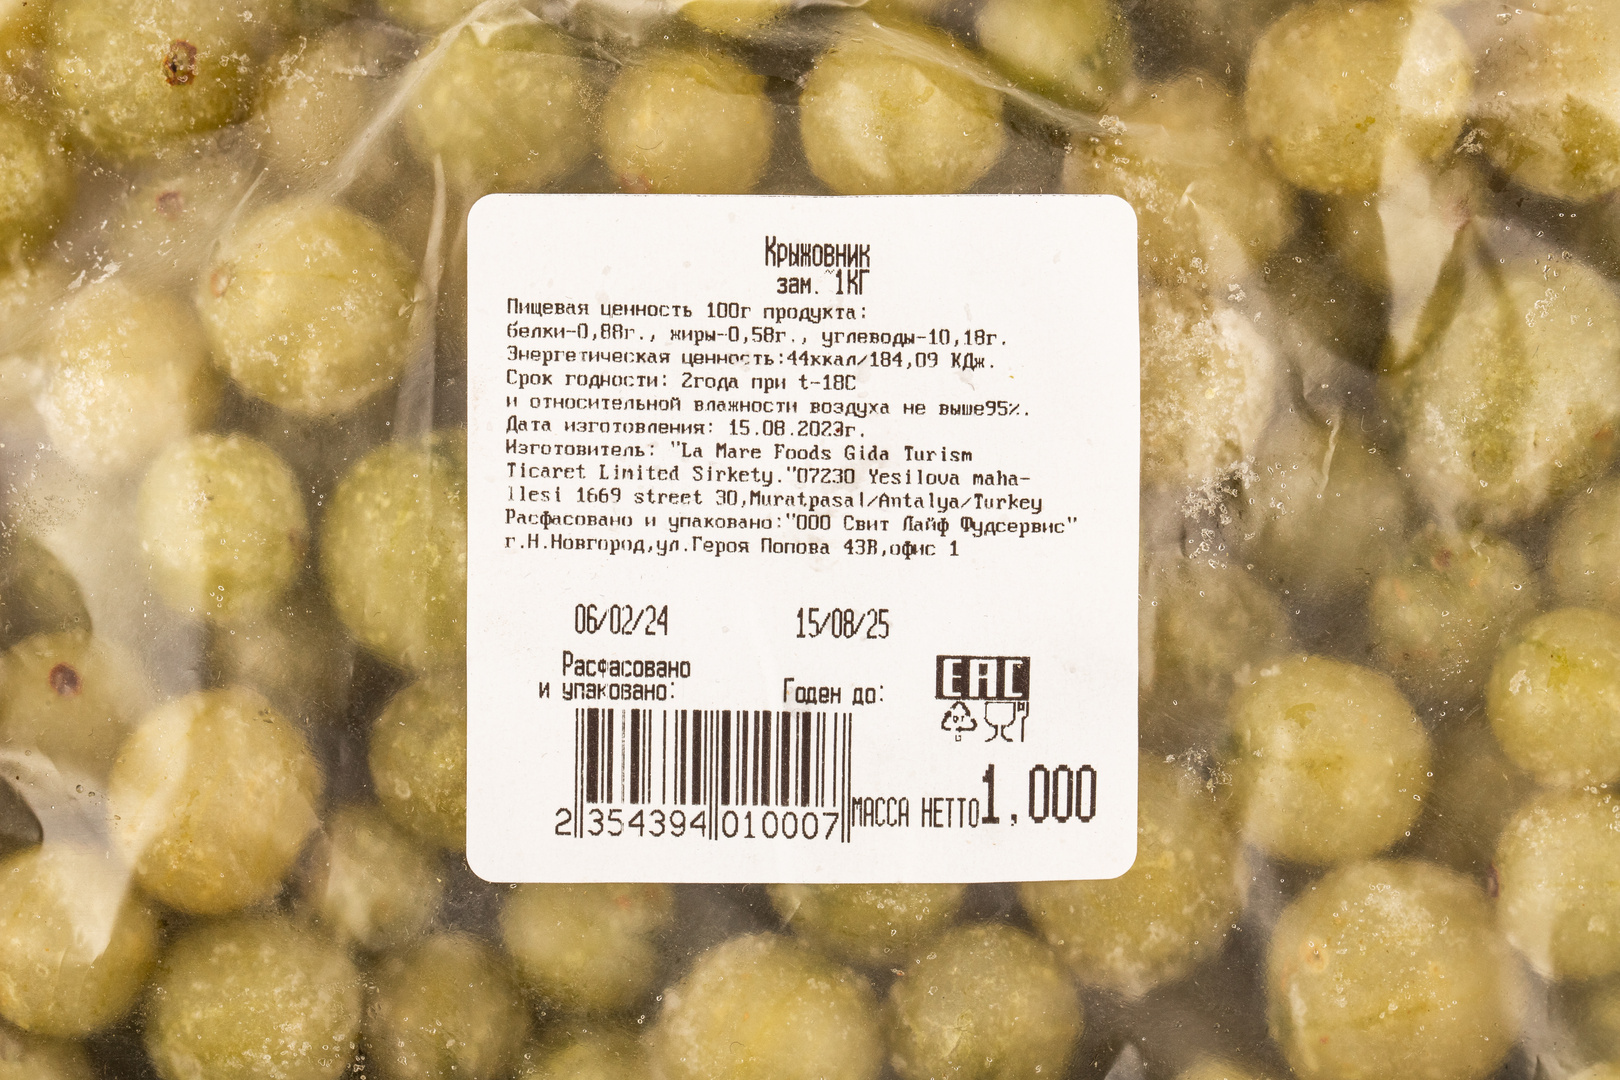 Крыжовник
зам. 1КГ
Пищевая ценность 100г продукта:
белки-0,88г., жиры-0,58г., углеводы-10,18г.
Энергетическая ценность:44ккал/184,09 КДж.
Срок годности: 2года при t-18С
и относительной влажности воздуха не выше95%.
Дата изготовления: 15.08.2023г.
Изготовитель: "La Mare Foods Gida Turism
Ticaret Limited Sirkety."07230 Yesilova maha-
llesi 1669 street 30,Muratpasal/Antalya/Turkey
Расфасовано и упаковано:"ООО Свит Лайф Фудсервис"
г.Н.Новгород,ул.Героя Попова 43В,офис 1
06/02/24 15/08/25
Расфасовано
и упаковано: Годен до:
EAC
2 354394 010007
МАССА НЕТТО 1,000